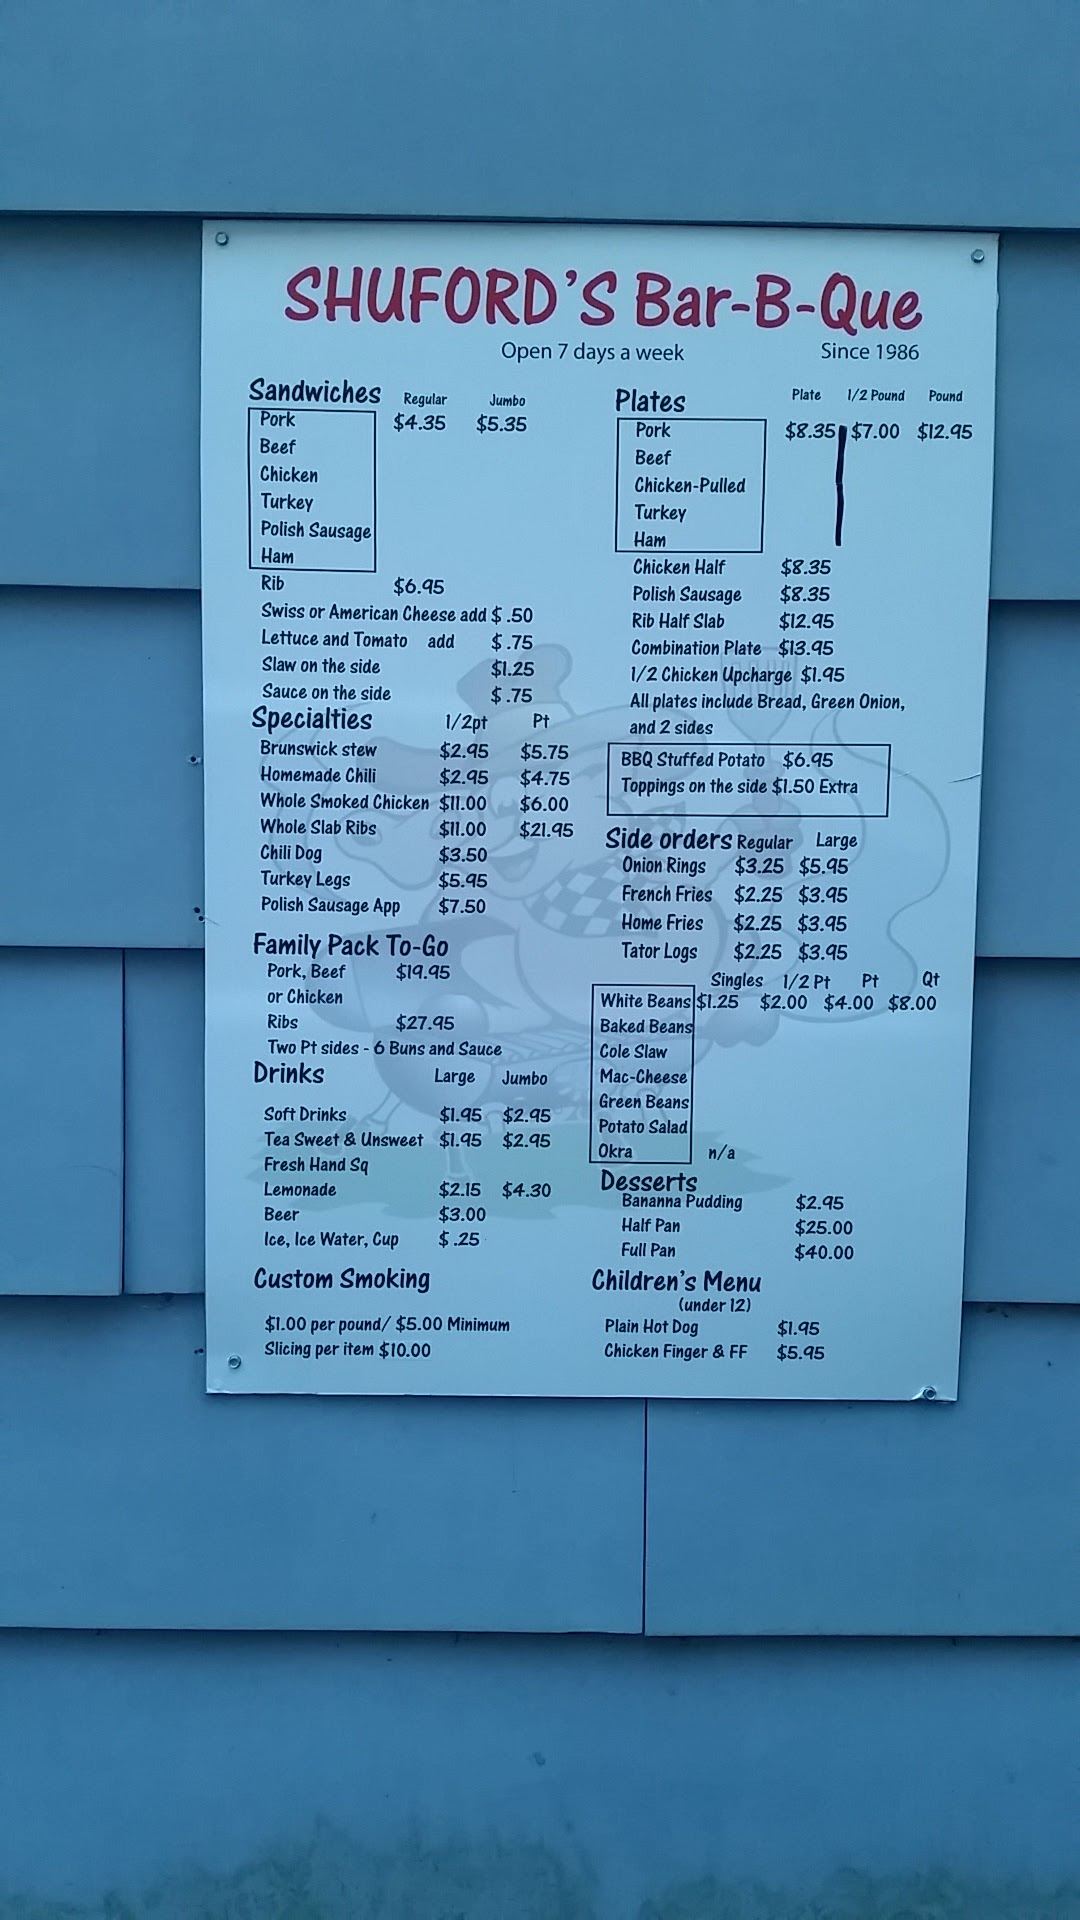 SHUFORD'S Bar-B-Que
Open 7 days a week Since 1986
Sandwiches Regular Jumbo
Pork $4.35 $5.35
Beef
Chicken
Turkey
Polish Sausage
Ham
Rib $6.95
Swiss or American Cheese add $ .50
Lettuce and Tomato add $ .75
Slaw on the side $1.25
Sauce on the side $ .75
Specialties 1/2pt Pt
Brunswick stew $2.95 $5.75
Homemade Chili $2.95 $4.75
Whole Smoked Chicken $11.00 $6.00
Whole Slab Ribs $11.00 $21.95
Chili Dog $3.50
Turkey Legs $5.95
Polish Sausage App $7.50
Family Pack To-Go
Pork, Beef $19.95
or Chicken
Ribs $27.95
Two Pt sides - 6 Buns and Sauce
Drinks Large Jumbo
Soft Drinks $1.95 $2.95
Tea Sweet & Unsweet $1.95 $2.95
Fresh Hand Sq
Lemonade $2.15 $4.30
Beer $3.00
Ice, Ice Water, Cup $ .25
Custom Smoking
$1.00 per pound/ $5.00 Minimum
Slicing per item $10.00
Plates Plate 1/2 Pound Pound
Pork $8.35 $7.00 $12.95
Beef
Chicken-Pulled
Turkey
Ham
Chicken Half $8.35
Polish Sausage $8.35
Rib Half Slab $12.95
Combination Plate $13.95
1/2 Chicken Upcharge $1.95
All plates include Bread, Green Onion,
and 2 sides
BBQ Stuffed Potato $6.95
Toppings on the side $1.50 Extra
Side orders Regular Large
Onion Rings $3.25 $5.95
French Fries $2.25 $3.95
Home Fries $2.25 $3.95
Tator Logs $2.25 $3.95
Singles 1/2 Pt Pt Qt
White Beans $1.25 $2.00 $4.00 $8.00
Baked Beans
Cole Slaw
Mac-Cheese
Green Beans
Potato Salad
Okra n/a
Desserts
Bananna Pudding $2.95
Half Pan $25.00
Full Pan $40.00
Children's Menu
(under 12)
Plain Hot Dog $1.95
Chicken Finger & FF $5.95